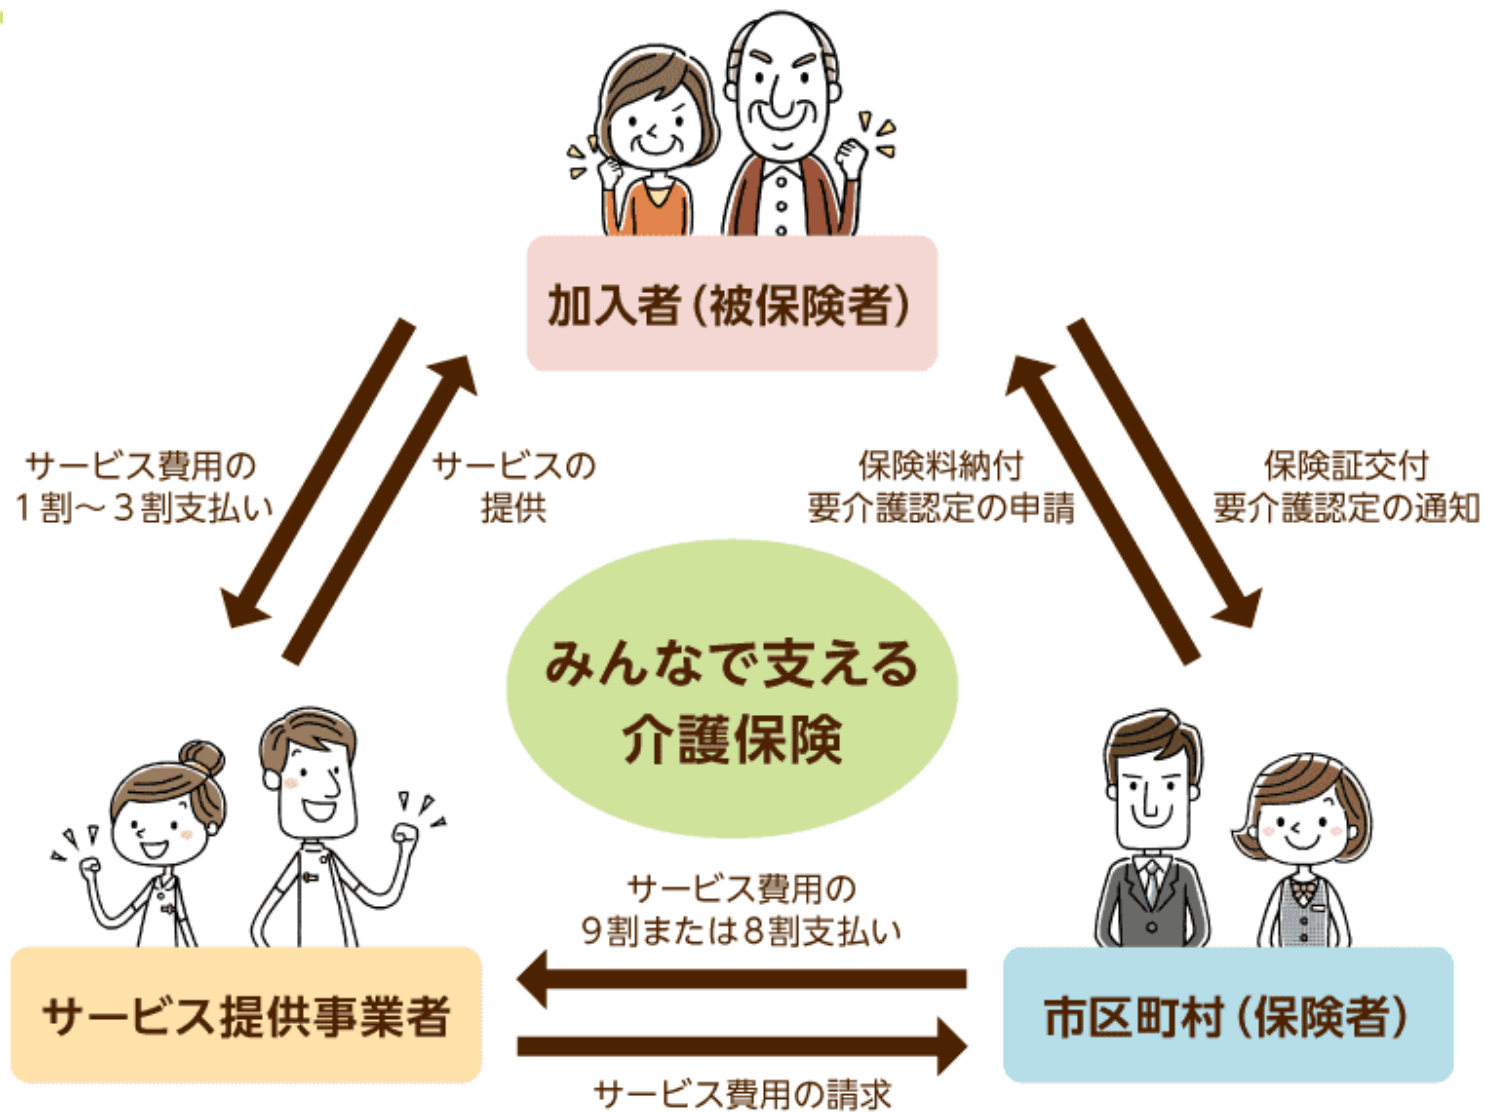 加入者(被保険者)
サービス費用の
1割～3割支払い
サービスの
提供
保険料納付
要介護認定の申請
保険証交付
要介護認定の通知
みんなで支える
介護保険
サービス費用の
9割または8割支払い
サービス提供事業者
市区町村(保険者)
サービス費用の請求